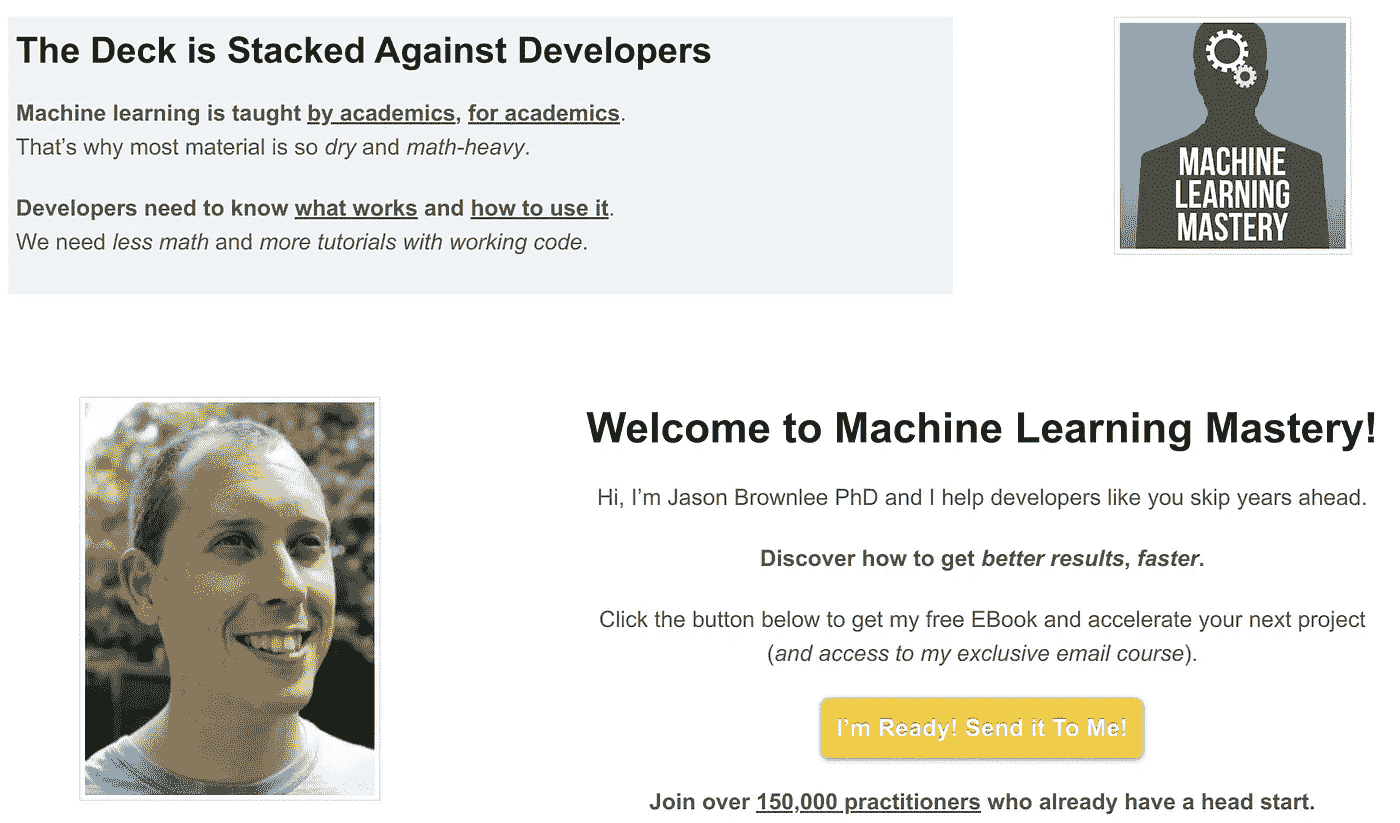 The Deck is Stacked Against Developers
Machine learning is taught by academics, for academics.
That’s why most material is so dry and math-heavy.
Developers need to know what works and how to use it.
We need less math and more tutorials with working code.
MACHINE
LEARNING
MASTERY
Welcome to Machine Learning Mastery!
Hi, I’m Jason Brownlee PhD and I help developers like you skip years ahead.
Discover how to get better results, faster.
Click the button below to get my free EBook and accelerate your next project
(and access to my exclusive email course).
I’m Ready! Send it To Me!
Join over 150,000 practitioners who already have a head start.